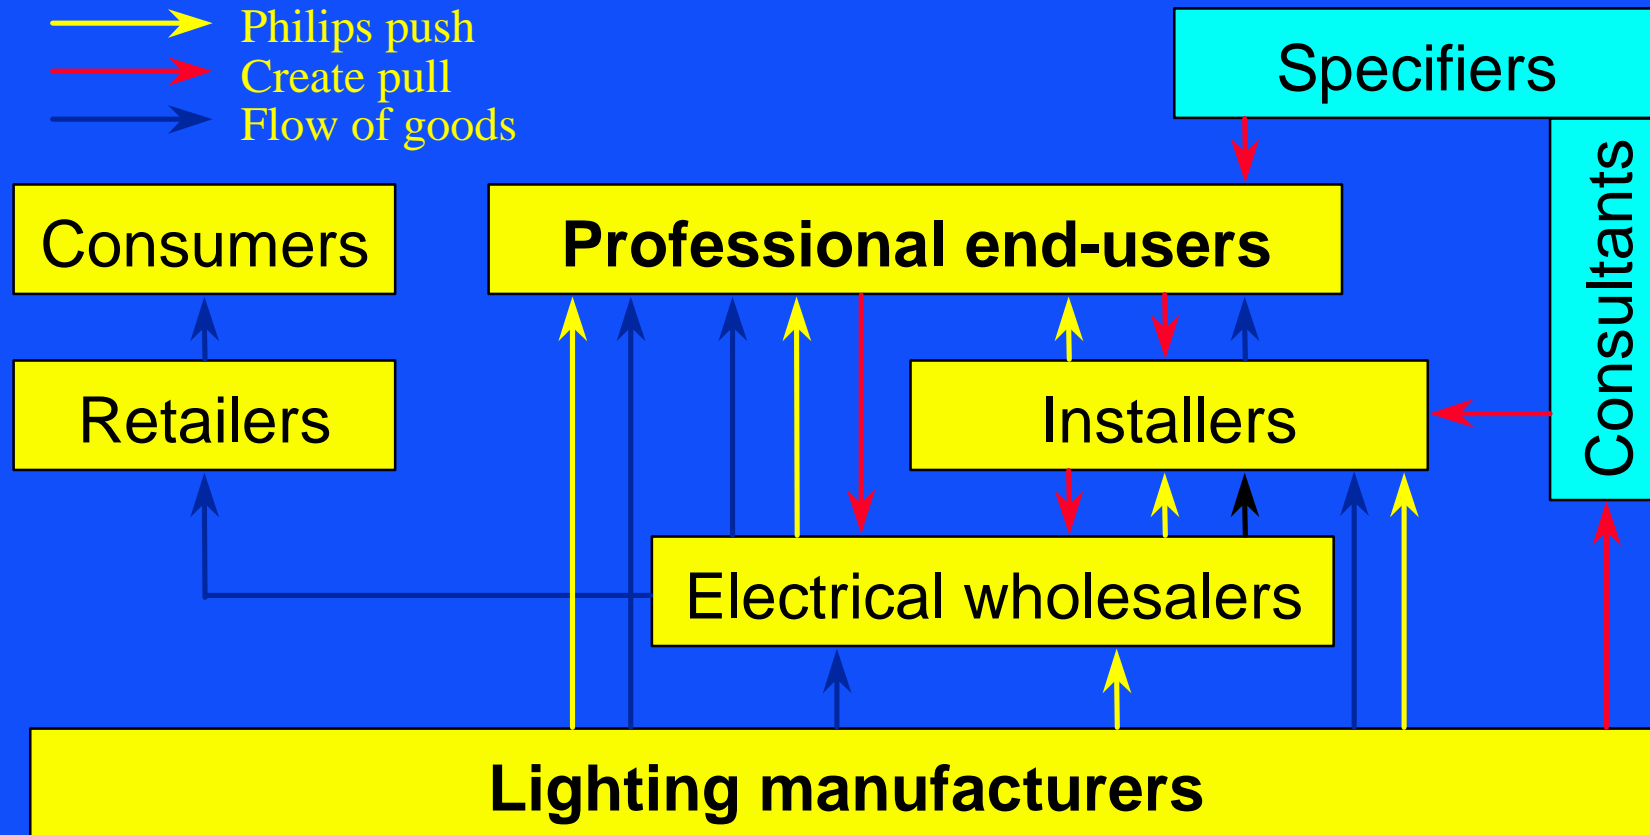 Philips push
Create pull
Flow of goods
Specifiers
Consultants
Consumers
Professional end-users
Retailers
Installers
Electrical wholesalers
Lighting manufacturers